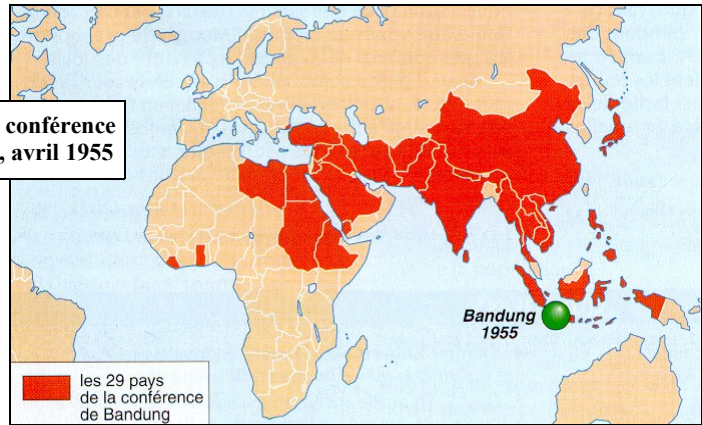 conférence
, avril 1955
Bandung
1955
les 29 pays
de la conférence
de Bandung